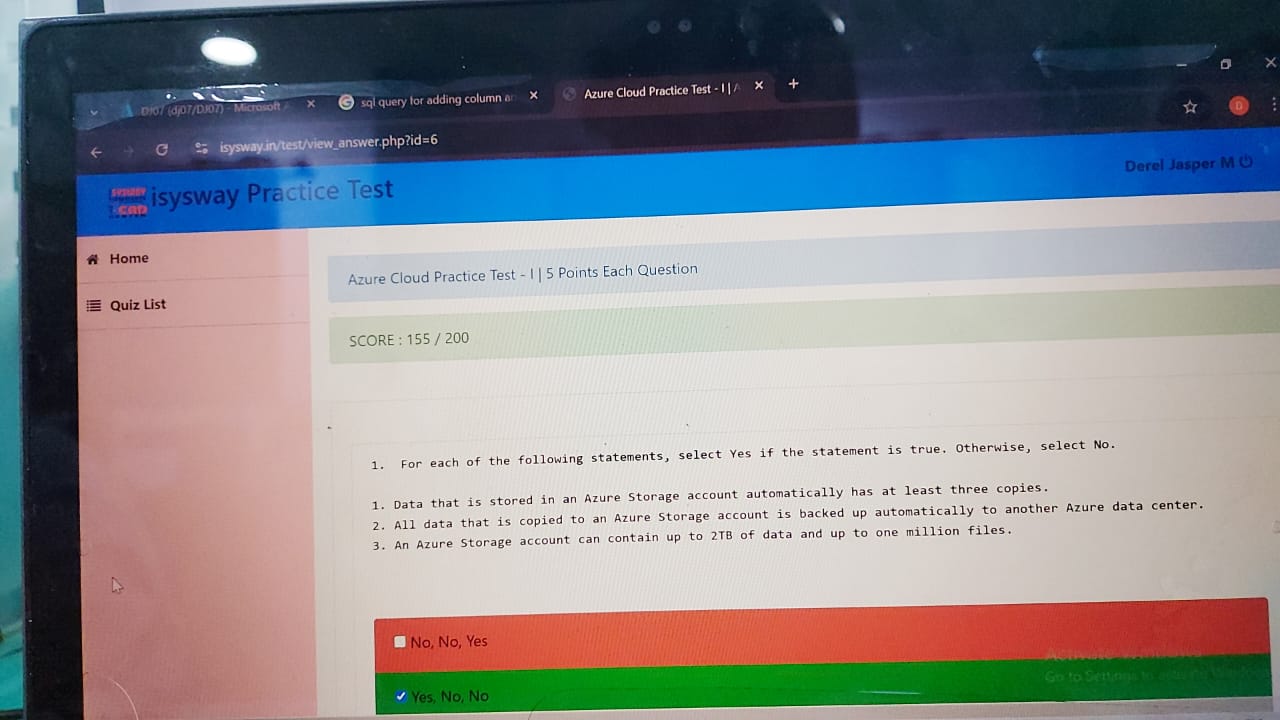 DJ07 (dj07/DJ07) - Microsoft
sql query for adding column a
Azure Cloud Practice Test - I | A
isysway.in/test/view_answer.php?id=6
isysway Practice Test
Derel Jasper M
Home
Quiz List
Azure Cloud Practice Test - I | 5 Points Each Question
SCORE : 155 / 200
1. For each of the following statements, select Yes if the statement is true. Otherwise, select No.
1. Data that is stored in an Azure Storage account automatically has at least three copies.
2. All data that is copied to an Azure Storage account is backed up automatically to another Azure data center.
3. An Azure Storage account can contain up to 2TB of data and up to one million files.
No, No, Yes
Activate Windows
Go to Settings to activate Windows
Yes, No, No